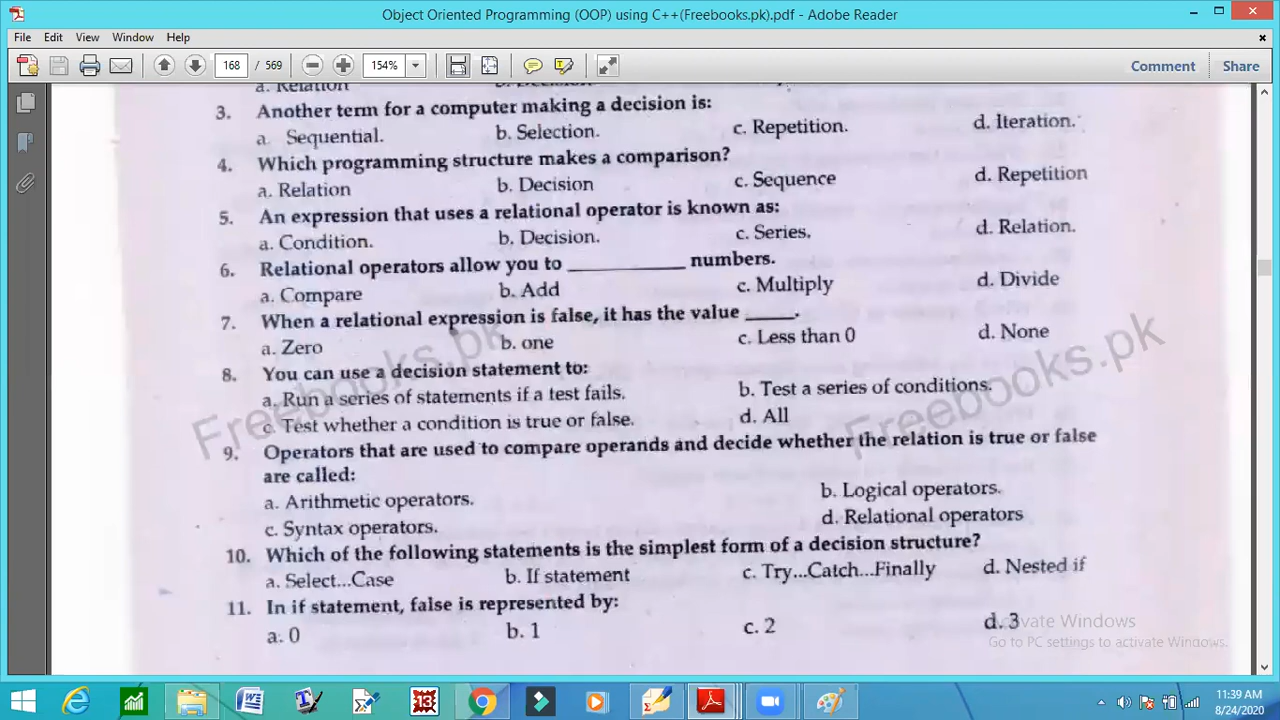 Object Oriented Programming (OOP) using C++(Freebooks.pk).pdf - Adobe Reader
File Edit View Window Help
168 / 569 154% Comment Share
a. Relation
3. Another term for a computer making a decision is:
a. Sequential. b. Selection. c. Repetition. d. Iteration.
4. Which programming structure makes a comparison?
a. Relation b. Decision c. Sequence d. Repetition
5. An expression that uses a relational operator is known as:
a. Condition. b. Decision. c. Series. d. Relation.
6. Relational operators allow you to __________ numbers.
a. Compare b. Add c. Multiply d. Divide
7. When a relational expression is false, it has the value _____.
a. Zero b. one c. Less than 0 d. None
8. You can use a decision statement to:
a. Run a series of statements if a test fails. b. Test a series of conditions.
c. Test whether a condition is true or false. d. All
Freebooks.pk Freebooks.pk
9. Operators that are used to compare operands and decide whether the relation is true or false
are called:
a. Arithmetic operators. b. Logical operators.
c. Syntax operators. d. Relational operators
10. Which of the following statements is the simplest form of a decision structure?
a. Select...Case b. If statement c. Try...Catch...Finally d. Nested if
11. In if statement, false is represented by:
a. 0 b. 1 c. 2 d. 3
Activate Windows
Go to PC settings to activate Windows.
11:39 AM
8/24/2020